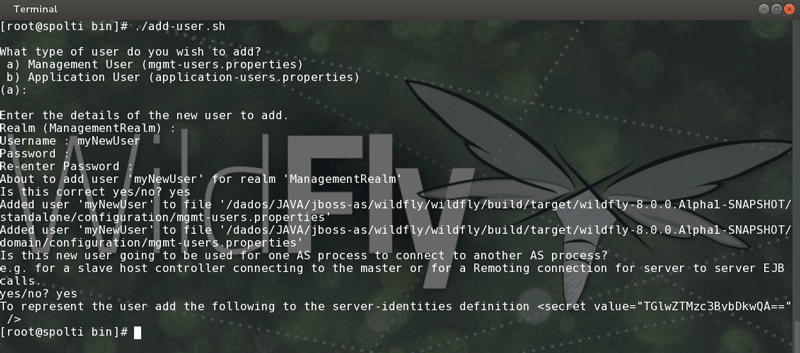 Terminal
[root@spolti bin]# ./add-user.sh
What type of user do you wish to add?
a) Management User (mgmt-users.properties)
b) Application User (application-users.properties)
(a):
Enter the details of the new user to add.
Realm (ManagementRealm) :
Username : myNewUser
Password :
Re-enter Password :
About to add user 'myNewUser' for realm 'ManagementRealm'
Is this correct yes/no? yes
Added user 'myNewUser' to file '/dados/JAVA/jboss-as/wildfly/wildfly/build/target/wildfly-8.0.0.Alpha1-SNAPSHOT/
standalone/configuration/mgmt-users.properties'
Added user 'myNewUser' to file '/dados/JAVA/jboss-as/wildfly/wildfly/build/target/wildfly-8.0.0.Alpha1-SNAPSHOT/
domain/configuration/mgmt-users.properties'
Is this new user going to be used for one AS process to connect to another AS process?
e.g. for a slave host controller connecting to the master or for a Remoting connection for server to server EJB
calls.
yes/no? yes
To represent the user add the following to the server-identities definition <secret value="TGlwZTMzc3BvbDkwQA=="
/>
[root@spolti bin]#
WildFly